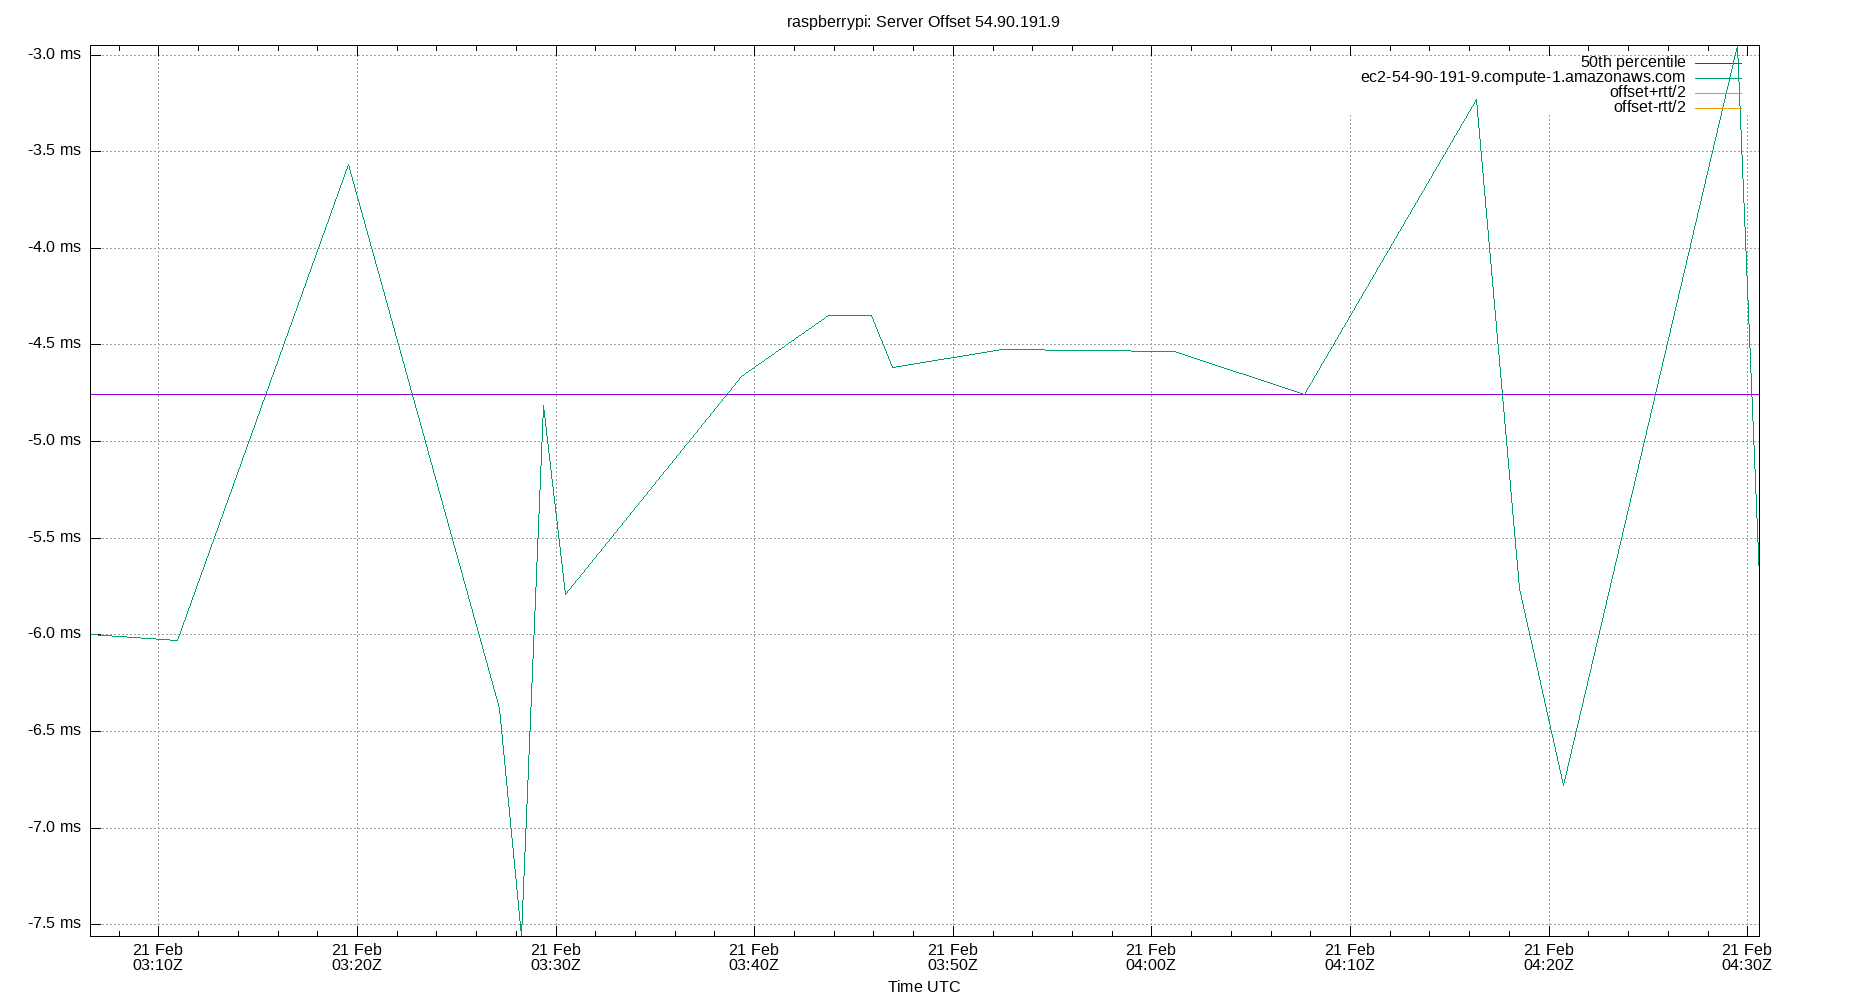 raspberrypi: Server Offset 54.90.191.9
-3.0 ms
-3.5 ms
-4.0 ms
-4.5 ms
-5.0 ms
-5.5 ms
-6.0 ms
-6.5 ms
-7.0 ms
-7.5 ms
50th percentile
ec2-54-90-191-9.compute-1.amazonaws.com
offset+rtt/2
offset-rtt/2
21 Feb
03:10Z
21 Feb
03:20Z
21 Feb
03:30Z
21 Feb
03:40Z
21 Feb
03:50Z
21 Feb
04:00Z
21 Feb
04:10Z
21 Feb
04:20Z
21 Feb
04:30Z
Time UTC